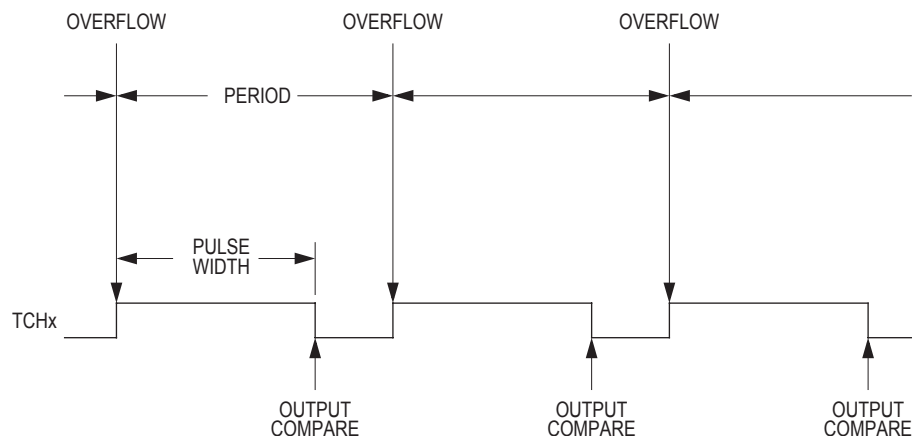 OVERFLOW
OVERFLOW
OVERFLOW
PERIOD
PULSE
WIDTH
TCHx
OUTPUT
COMPARE
OUTPUT
COMPARE
OUTPUT
COMPARE